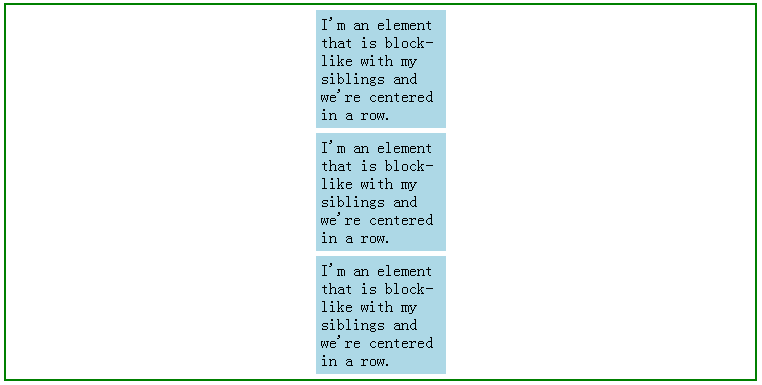 I'm an element
that is block-
like with my
siblings and
we're centered
in a row.
I'm an element
that is block-
like with my
siblings and
we're centered
in a row.
I'm an element
that is block-
like with my
siblings and
we're centered
in a row.